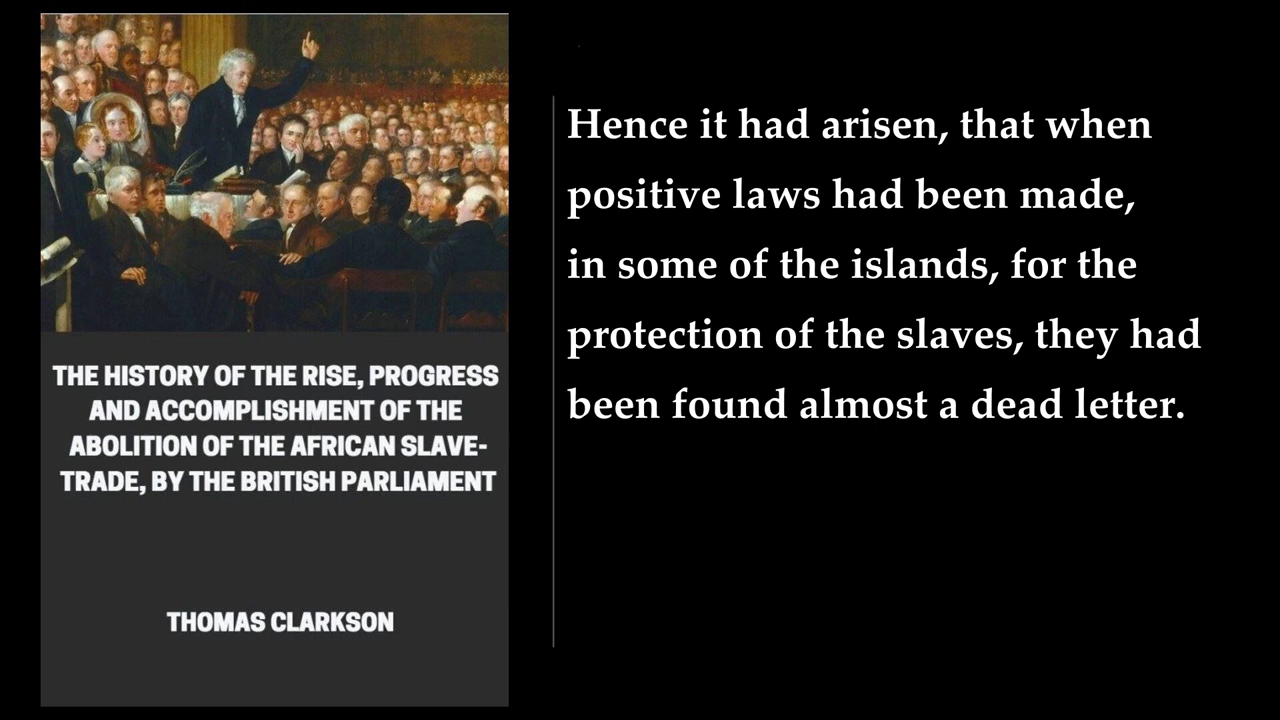 THE HISTORY OF THE RISE, PROGRESS
AND ACCOMPLISHMENT OF THE
ABOLITION OF THE AFRICAN SLAVE-
TRADE, BY THE BRITISH PARLIAMENT
THOMAS CLARKSON
Hence it had arisen, that when
positive laws had been made,
in some of the islands, for the
protection of the slaves, they had
been found almost a dead letter.